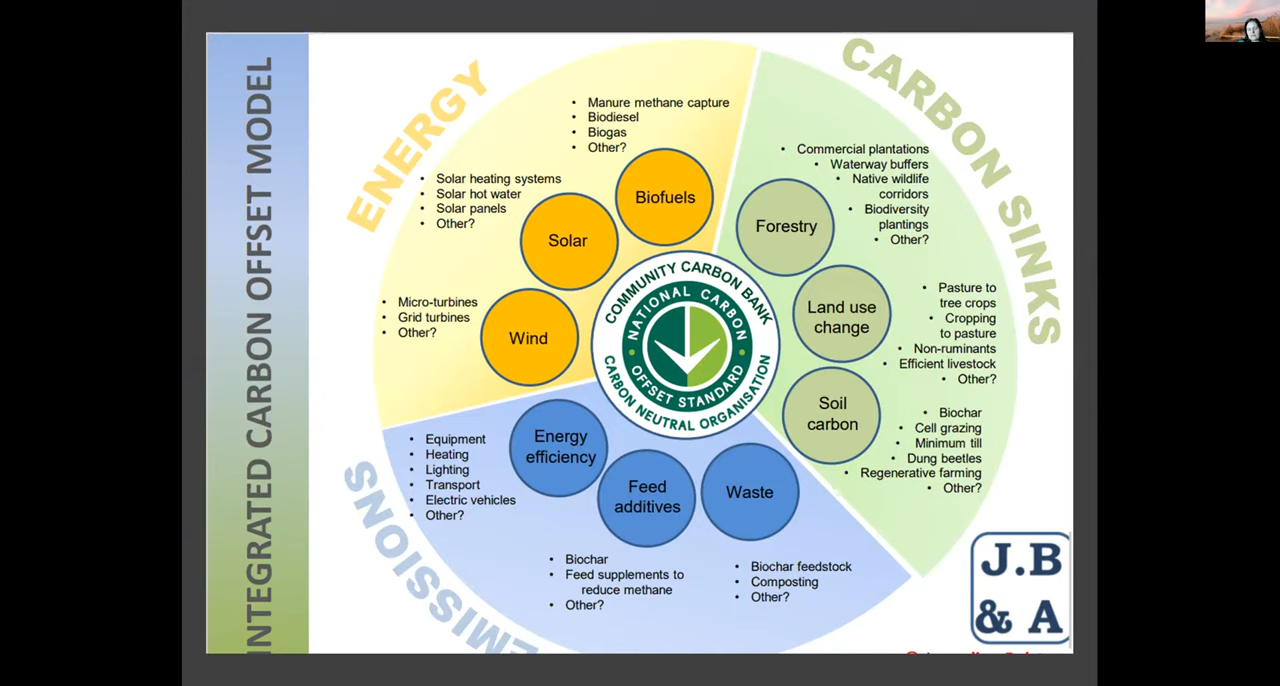 INTEGRATED CARBON OFFSET MODEL
ENERGY
• Manure methane capture
• Biodiesel
• Biogas
• Other?
Biofuels
• Solar heating systems
• Solar hot water
• Solar panels
• Other?
Solar
• Micro-turbines
• Grid turbines
• Other?
Wind
CARBON SINKS
• Commercial plantations
• Waterway buffers
• Native wildlife
corridors
• Biodiversity
plantings
• Other?
Forestry
• Pasture to
tree crops
• Cropping
to pasture
• Non-ruminants
• Efficient livestock
• Other?
Land use
change
• Biochar
• Cell grazing
• Minimum till
• Dung beetles
• Regenerative farming
• Other?
Soil
carbon
COMMUNITY CARBON BANK
NATIONAL CARBON
OFFSET STANDARD
CARBON NEUTRAL ORGANISATION
EMISSIONS
• Equipment
• Heating
• Lighting
• Transport
• Electric vehicles
• Other?
Energy
efficiency
Feed
additives
• Biochar
• Feed supplements to
reduce methane
• Other?
Waste
• Biochar feedstock
• Composting
• Other?
J.B
& A